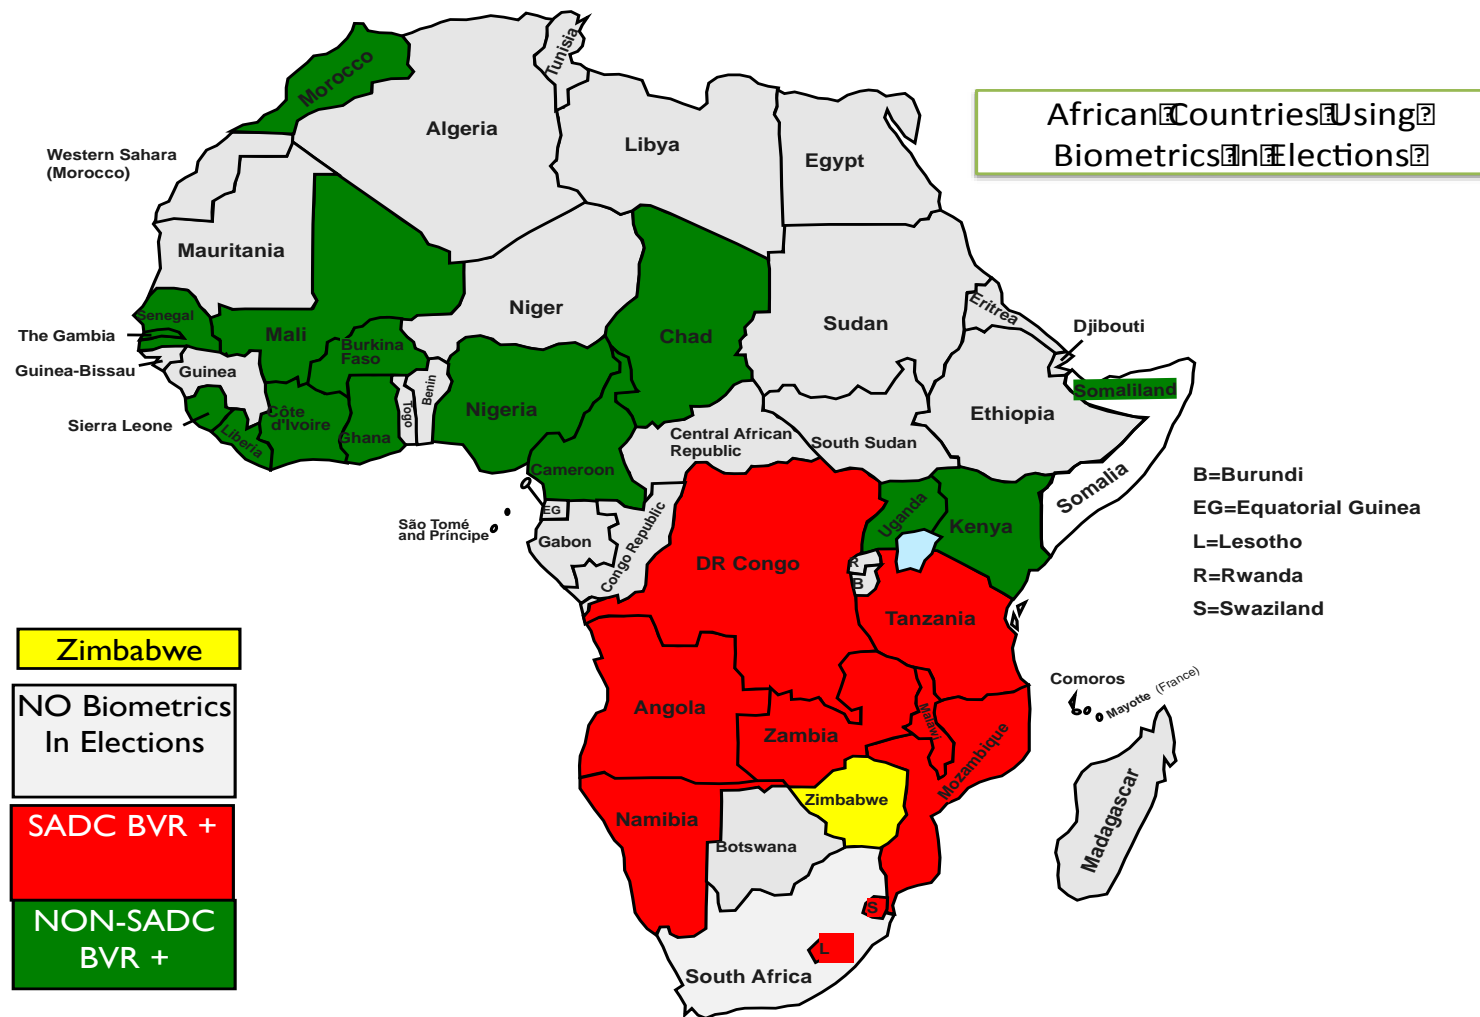 African Countries Using
Biometrics In Elections
Morocco
Tunisia
Algeria
Libya
Egypt
Western Sahara
(Morocco)
Mauritania
Niger
Mali
Chad
Sudan
Eritrea
Djibouti
Senegal
The Gambia
Guinea-Bissau
Guinea
Burkina
Faso
Benin
Togo
Nigeria
Sierra Leone
Liberia
Côte
d'Ivoire
Ghana
Cameroon
Central African
Republic
South Sudan
Ethiopia
Somaliland
Somalia
São Tomé
and Príncipe
EG
Gabon
Congo Republic
DR Congo
Uganda
Kenya
R
B
Tanzania
B=Burundi
EG=Equatorial Guinea
L=Lesotho
R=Rwanda
S=Swaziland
Comoros
Mayotte (France)
Angola
Zambia
Malawi
Mozambique
Zimbabwe
Namibia
Botswana
Madagascar
S
L
South Africa
Zimbabwe
NO Biometrics
In Elections
SADC BVR +
NON-SADC
BVR +